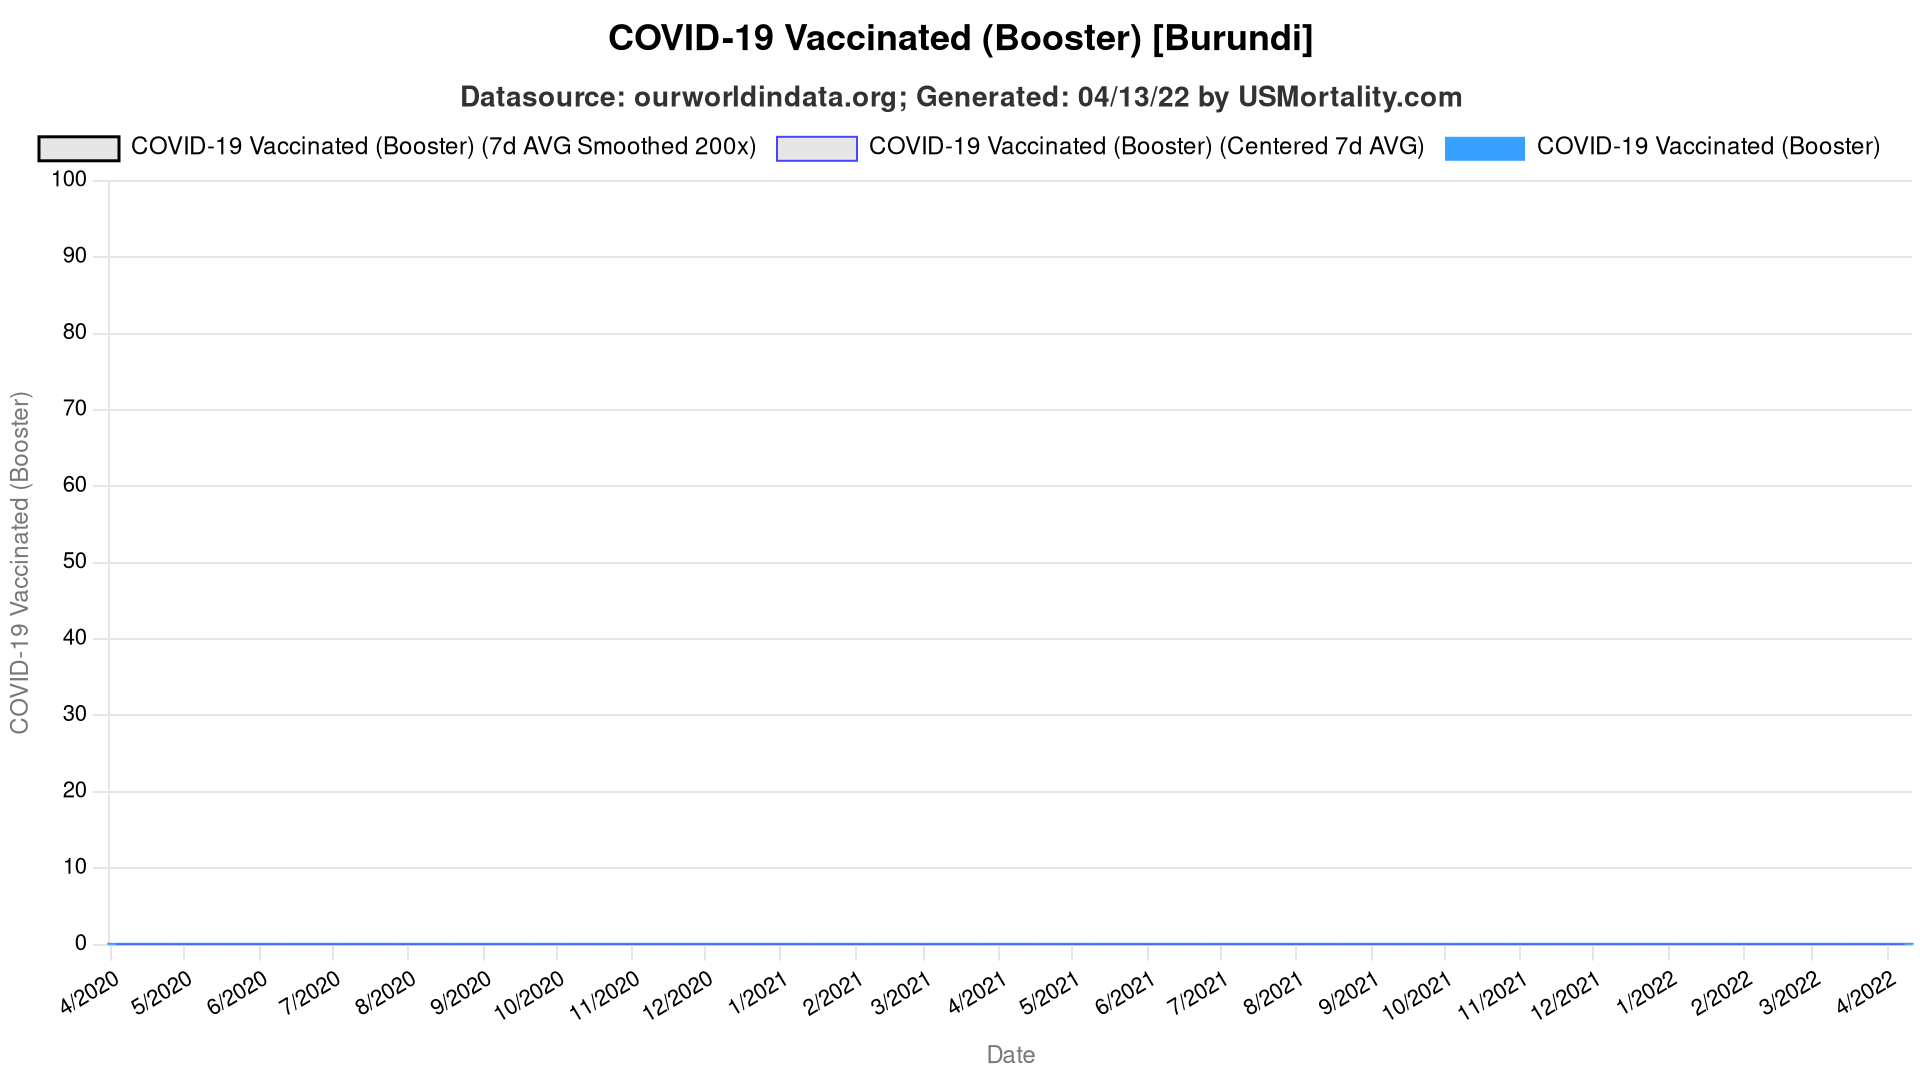 COVID-19 Vaccinated (Booster) [Burundi]
Datasource: ourworldindata.org; Generated: 04/13/22 by USMortality.com
COVID-19 Vaccinated (Booster) (7d AVG Smoothed 200x) COVID-19 Vaccinated (Booster) (Centered 7d AVG) COVID-19 Vaccinated (Booster)
COVID-19 Vaccinated (Booster)
100
90
80
70
60
50
40
30
20
10
0
4/2020 5/2020 6/2020 7/2020 8/2020 9/2020 10/2020 11/2020 12/2020 1/2021 2/2021 3/2021 4/2021 5/2021 6/2021 7/2021 8/2021 9/2021 10/2021 11/2021 12/2021 1/2022 2/2022 3/2022 4/2022
Date